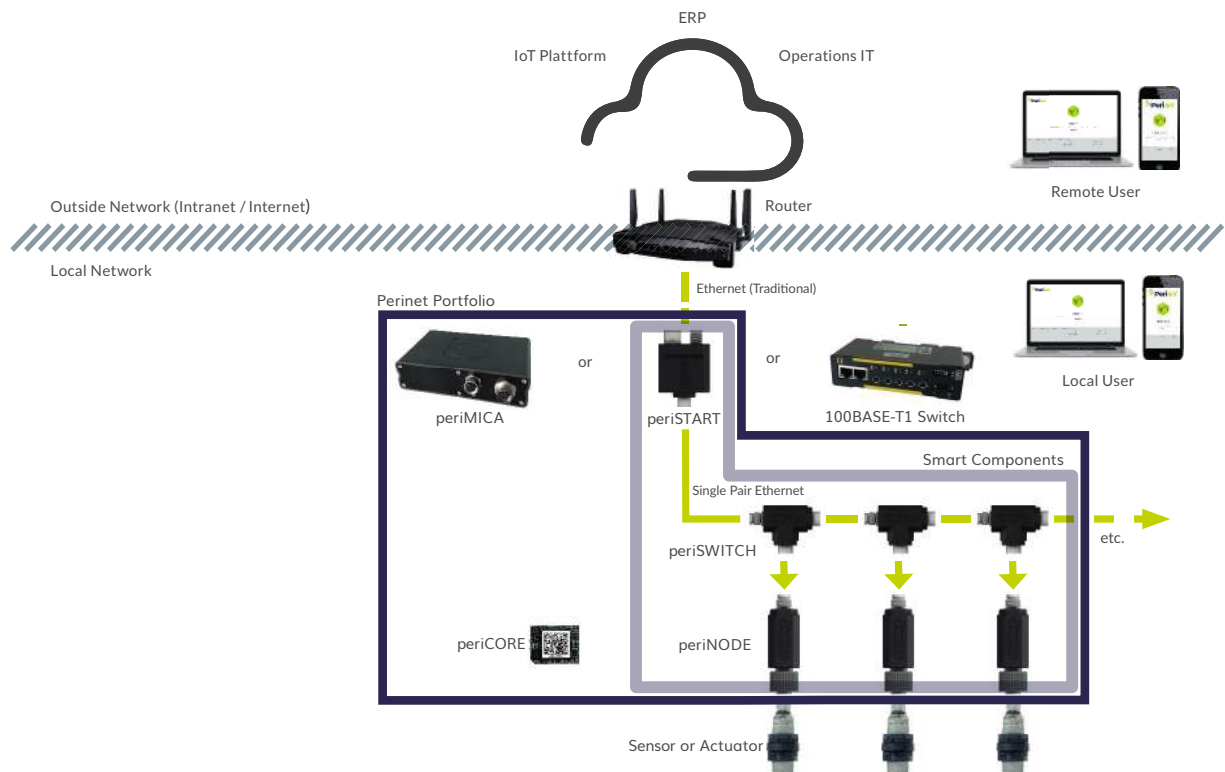 ERP
IoT Plattform
Operations IT
Remote User
Outside Network (Intranet / Internet)
Router
Local Network
Ethernet (Traditional)
Perinet Portfolio
or
or
Local User
periMICA
periSTART
100BASE-T1 Switch
Smart Components
Single Pair Ethernet
periSWITCH
etc.
periCORE
periNODE
Sensor or Actuator